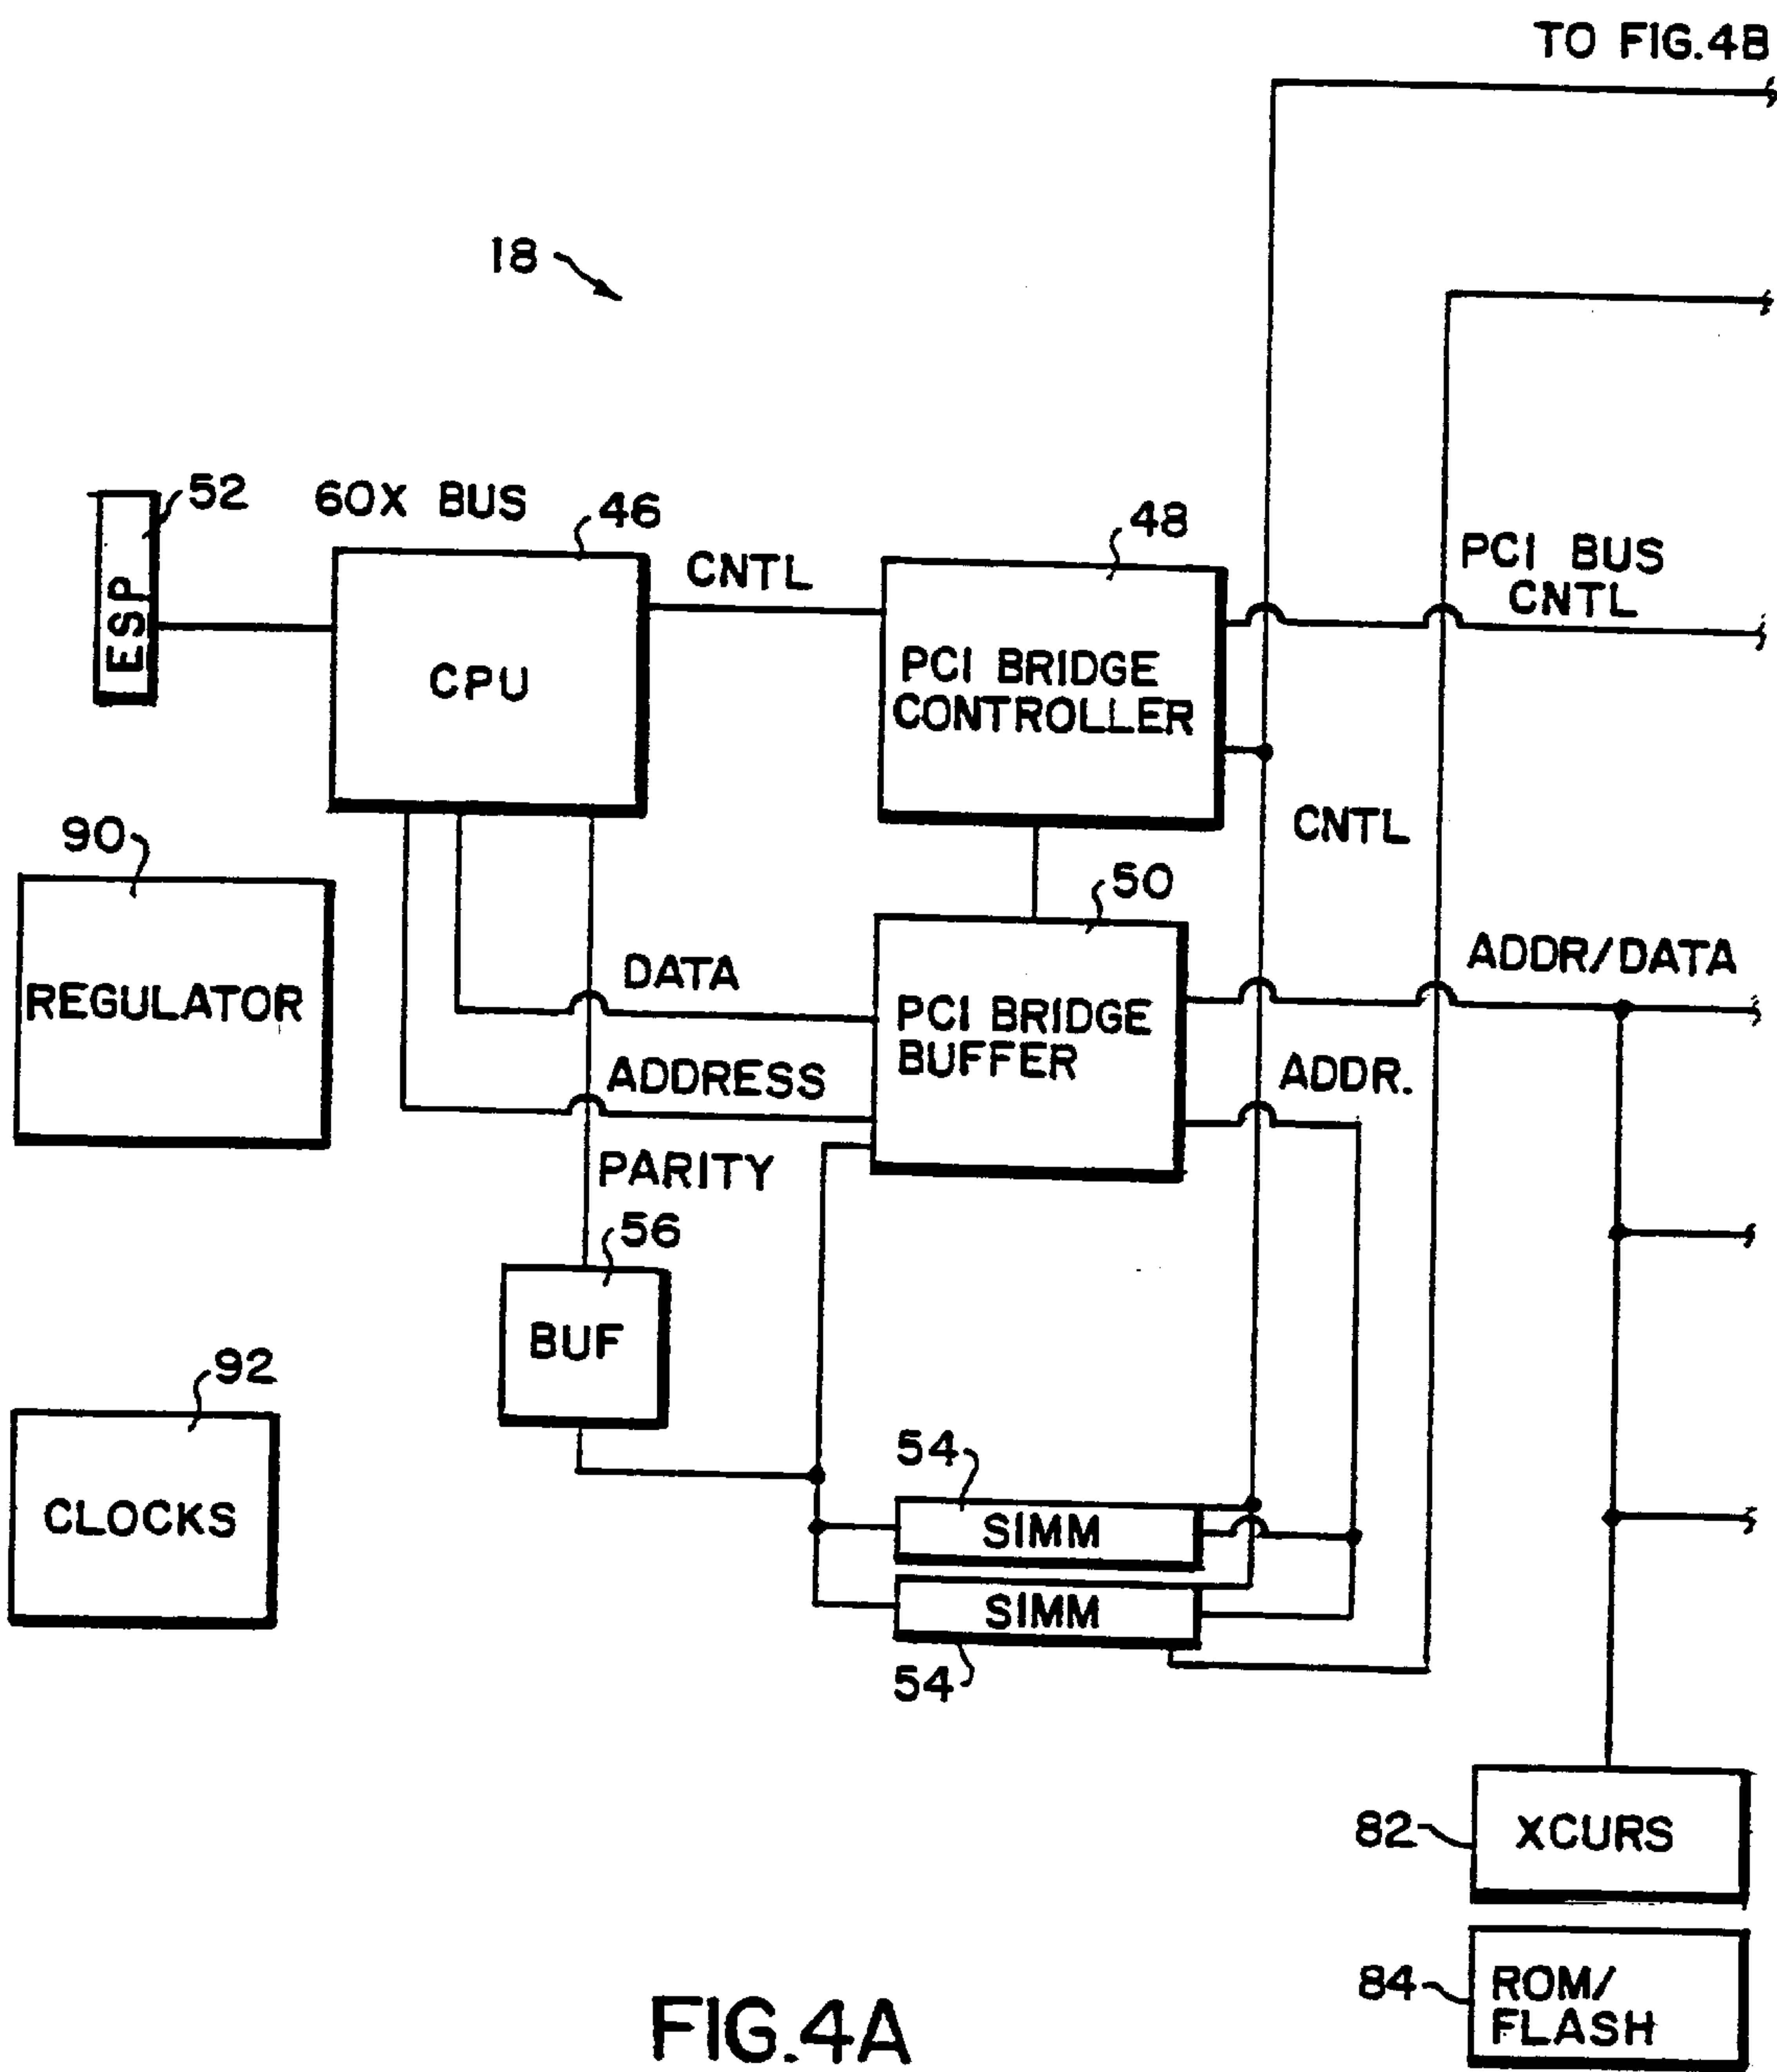 TO FIG.4B
18
52
60X BUS
46
48
CNTL
PCI BUS
CNTL
ESP
CPU
PCI BRIDGE
CONTROLLER
90
CNTL
50
REGULATOR
DATA
PCI BRIDGE
BUFFER
ADDR/DATA
ADDRESS
ADDR.
PARITY
56
BUF
92
CLOCKS
54
SIMM
SIMM
54
82
XCURS
84
ROM/
FLASH
FIG.4A